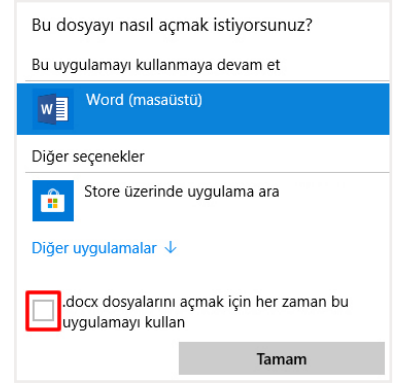 Bu dosyayı nasıl açmak istiyorsunuz?
Bu uygulamayı kullanmaya devam et
W
Word (masaüstü)
Diğer seçenekler
Store üzerinde uygulama ara
Diğer uygulamalar ↓
.docx dosyalarını açmak için her zaman bu
uygulamayı kullan
Tamam